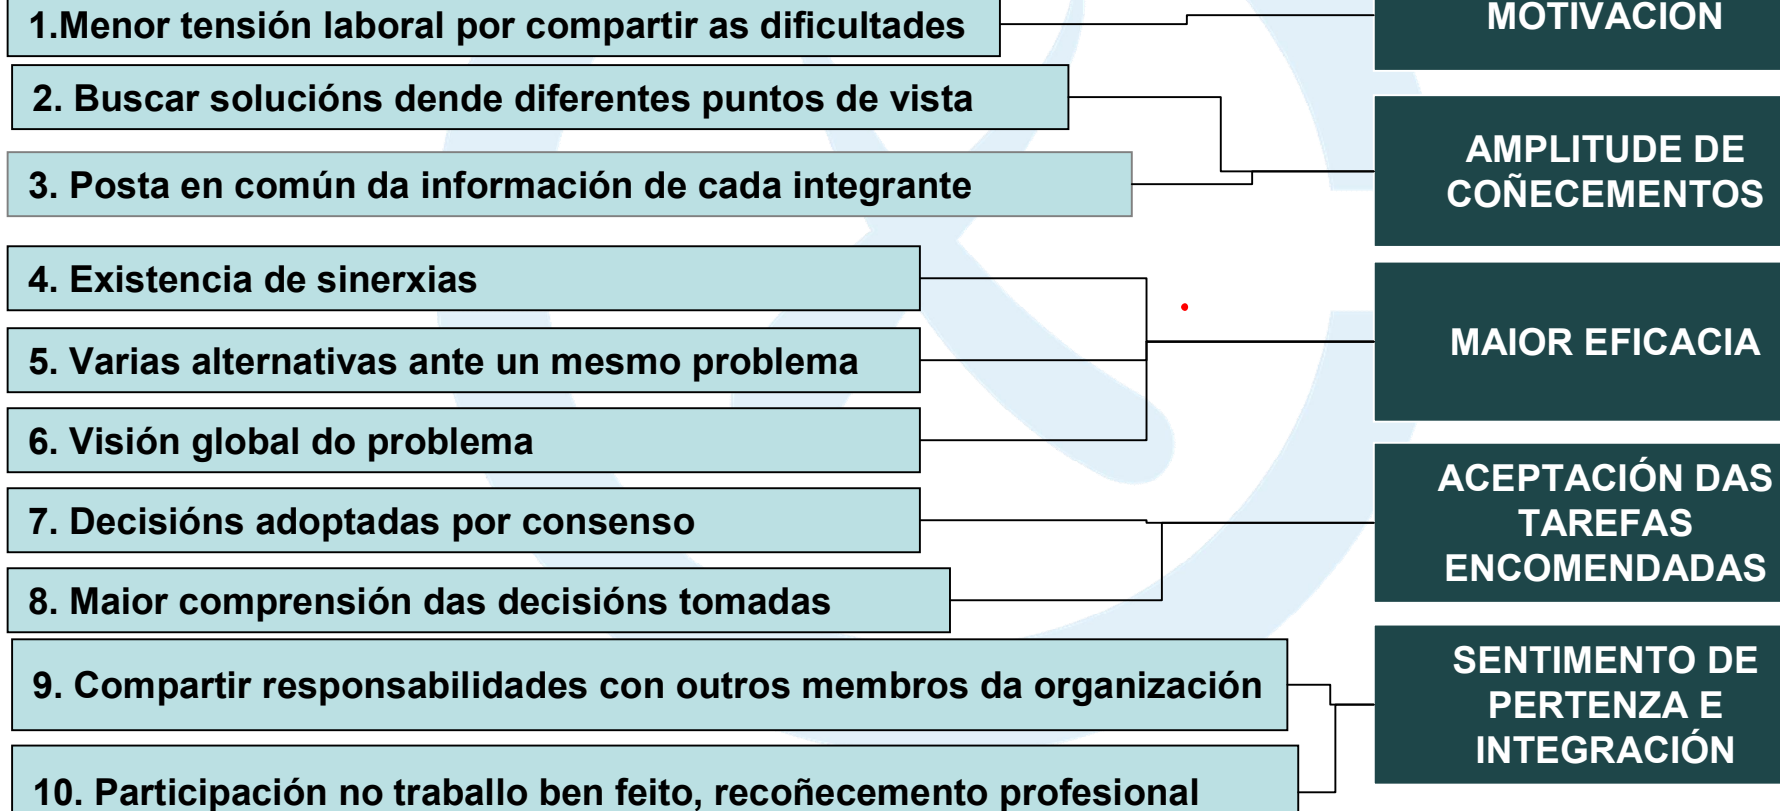 1.Menor tensión laboral por compartir as dificultades
MOTIVACIÓN
2. Buscar solucións dende diferentes puntos de vista
3. Posta en común da información de cada integrante
AMPLITUDE DE
COÑECEMENTOS
4. Existencia de sinerxias
5. Varias alternativas ante un mesmo problema
6. Visión global do problema
MAIOR EFICACIA
7. Decisións adoptadas por consenso
8. Maior comprensión das decisións tomadas
ACEPTACIÓN DAS
TAREFAS
ENCOMENDADAS
9. Compartir responsabilidades con outros membros da organización
10. Participación no traballo ben feito, recoñecemento profesional
SENTIMENTO DE
PERTENZA E
INTEGRACIÓN